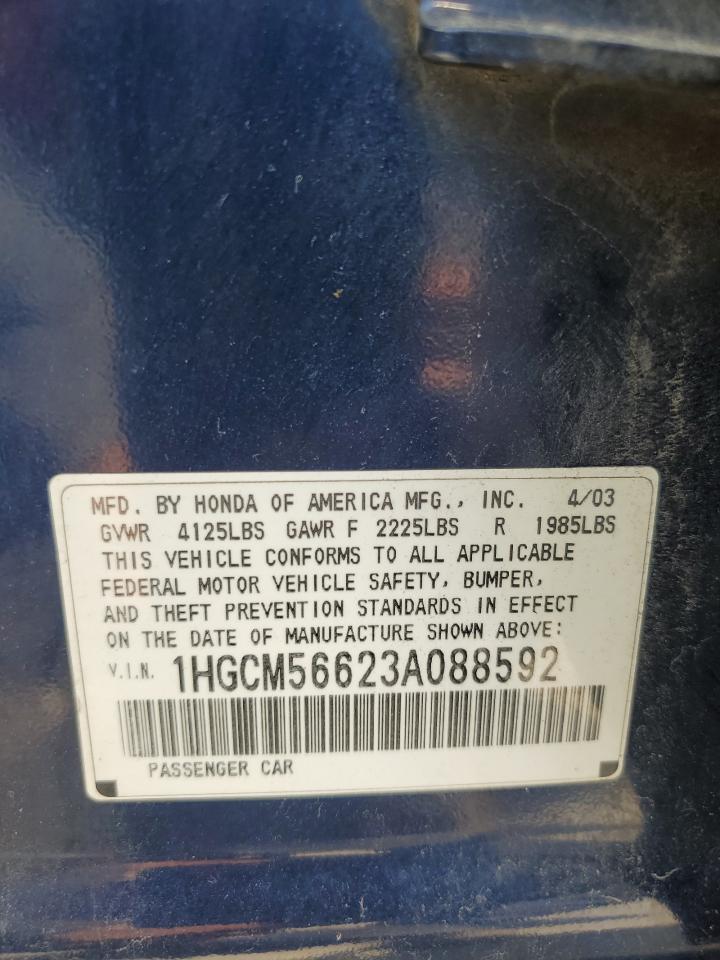 MFD. BY HONDA OF AMERICA MFG., INC. 4/03
GVWR 4125LBS GAWR F 2225LBS R 1985LBS
THIS VEHICLE CONFORMS TO ALL APPLICABLE
FEDERAL MOTOR VEHICLE SAFETY, BUMPER,
AND THEFT PREVENTION STANDARDS IN EFFECT
ON THE DATE OF MANUFACTURE SHOWN ABOVE:
V.I.N. 1HGCM56623A088592
PASSENGER CAR